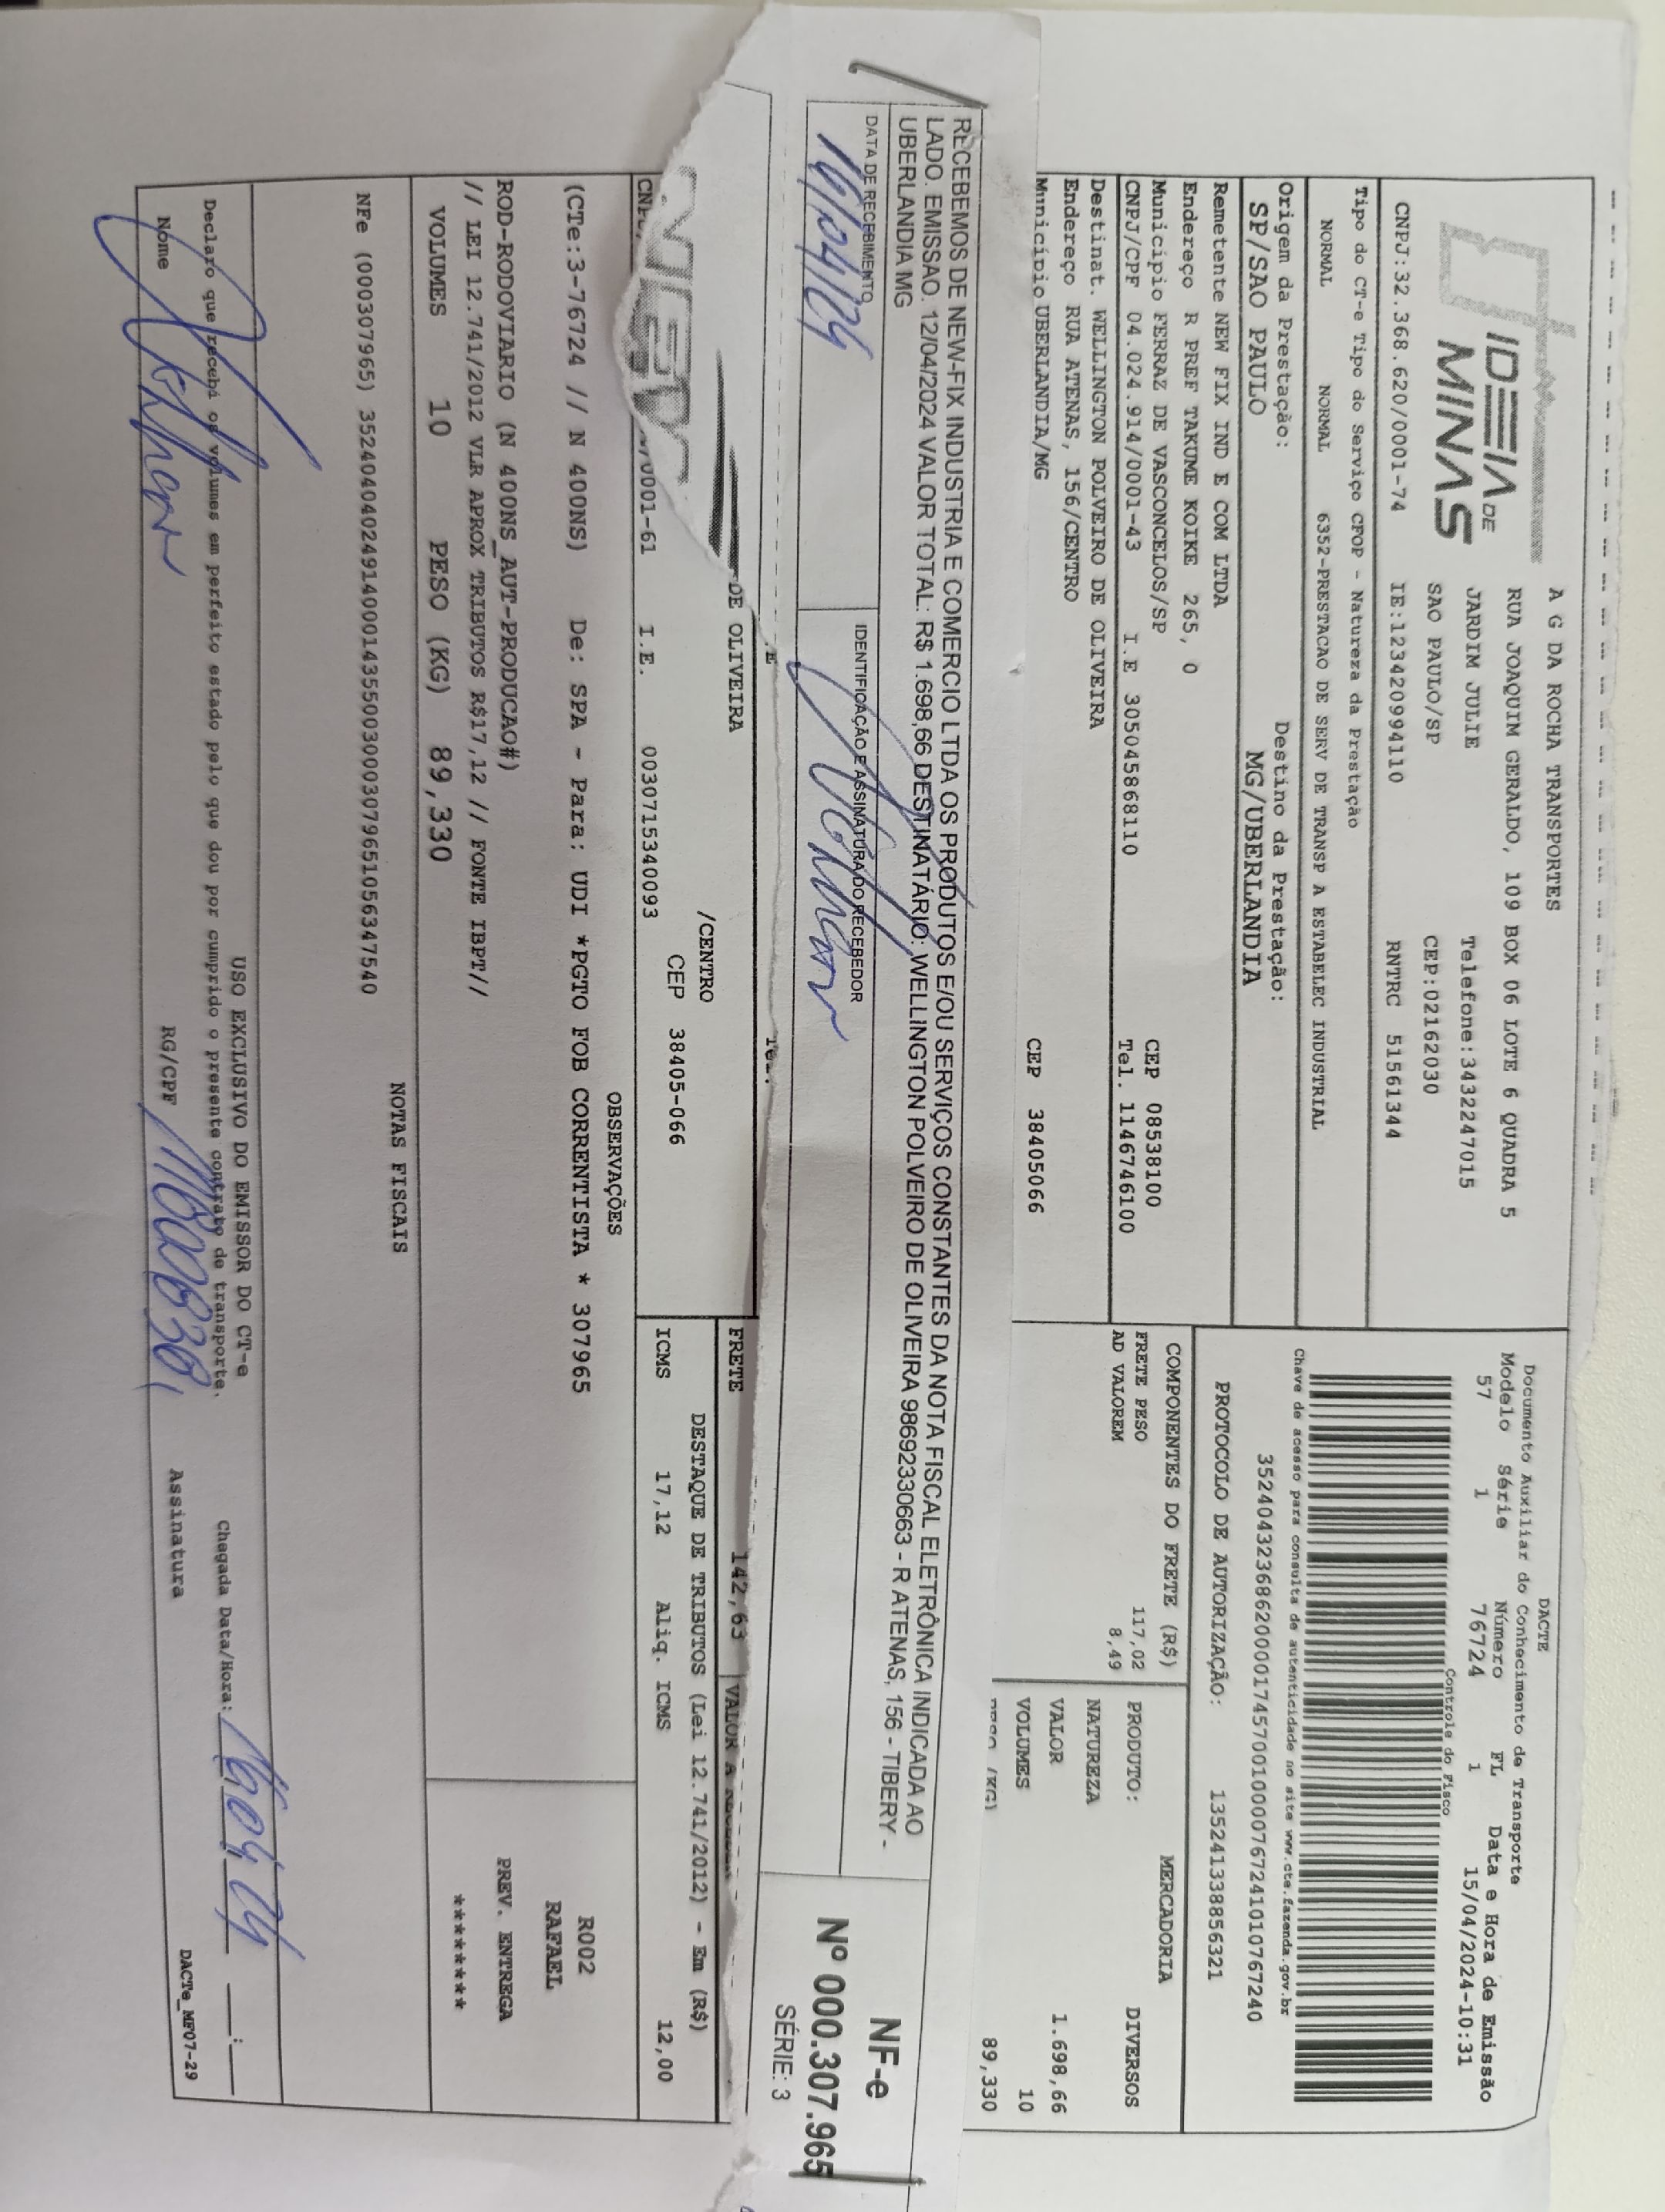 IDEIA DE
MINAS
A G DA ROCHA TRANSPORTES
RUA JOAQUIM GERALDO, 109 BOX 06 LOTE 6 QUADRA 5
JARDIM JULIE Telefone:3432247015
SAO PAULO/SP CEP:02162030
CNPJ:32.368.620/0001-74 IE:123420994110 RNTRC 51561344
Tipo do CT-e Tipo do Serviço CFOP - Natureza da Prestação
NORMAL NORMAL 6352-PRESTACAO DE SERV DE TRANSP A ESTABELEC INDUSTRIAL
Origem da Prestação: Destino da Prestação:
SP/SAO PAULO MG/UBERLANDIA
Remetente NEW FIX IND E COM LTDA
Endereço R PREF TAKUME KOIKE 265, 0
Município FERRAZ DE VASCONCELOS/SP CEP 08538100
CNPJ/CPF 04.024.914/0001-43 I.E 305045868110 Tel. 1146746100
Destinat. WELLINGTON POLVEIRO DE OLIVEIRA
Endereço RUA ATENAS, 156/CENTRO
Município UBERLANDIA/MG CEP 38405066
DACTE
Documento Auxiliar do Conhecimento de Transporte
Modelo Série Número FL Data e Hora de Emissão
57 1 76724 1 15/04/2024-10:31
Controle do Fisco
Chave de acesso para consulta de autenticidade no site www.cte.fazenda.gov.br
35240432368620000174570010000767241010767240
PROTOCOLO DE AUTORIZAÇÃO: 135241338856321
COMPONENTES DO FRETE (R$)
FRETE PESO 117,02
AD VALOREM 8,49
MERCADORIA
PRODUTO: DIVERSOS
NATUREZA
VALOR 1.698,66
VOLUMES 10
PESO (KG) 89,330
RECEBEMOS DE NEW-FIX INDUSTRIA E COMERCIO LTDA OS PRODUTOS E/OU SERVIÇOS CONSTANTES DA NOTA FISCAL ELETRÔNICA INDICADA AO
LADO. EMISSAO. 12/04/2024 VALOR TOTAL: R$ 1.698,66 DESTINATÁRIO: WELLINGTON POLVEIRO DE OLIVEIRA 98692330663 - R ATENAS, 156 - TIBERY -
UBERLANDIA MG
DATA DE RECEBIMENTO
16/04/24
IDENTIFICAÇÃO E ASSINATURA DO RECEBEDOR
NF-e
Nº 000.307.965
SÉRIE: 3
DE OLIVEIRA
/CENTRO
CEP 38405-066
/0001-61 I.E. 0030715340093
FRETE 142,63 VALOR A
DESTAQUE DE TRIBUTOS (Lei 12.741/2012) - Em (R$)
ICMS 17,12 Aliq. ICMS 12,00
OBSERVAÇÕES
(CTe:3-76724 // N 400NS) De: SPA - Para: UDI *PGTO FOB CORRENTISTA * 307965
ROD-RODOVIARIO (N 400NS_AUT-PRODUCAO#)
// LEI 12.741/2012 VLR APROX TRIBUTOS R$17,12 // FONTE IBPT//
R002
RAFAEL
PREV. ENTREGA
********
VOLUMES 10 PESO (KG) 89,330
NOTAS FISCAIS
NFe (000307965) 35240404024914000143550030003079651056347540
USO EXCLUSIVO DO EMISSOR DO CT-e
Declaro que recebi os volumes em perfeito estado pelo que dou por cumprido o presente contrato de transporte.
Chegada Data/Hora: 16 04 24 __:__
Nome RG/CPF Assinatura
DACTe_MF07-29